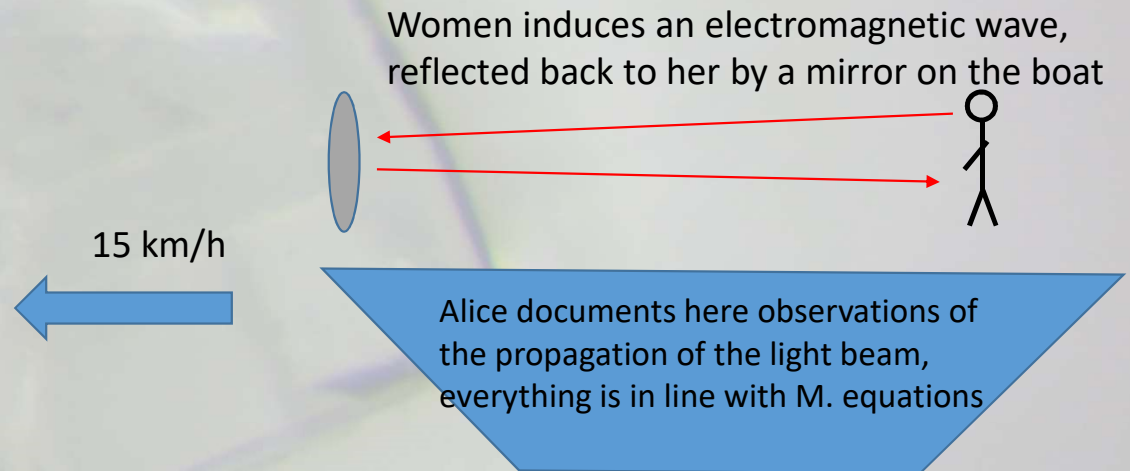 Women induces an electromagnetic wave,
reflected back to her by a mirror on the boat
15 km/h
Alice documents here observations of
the propagation of the light beam,
everything is in line with M. equations